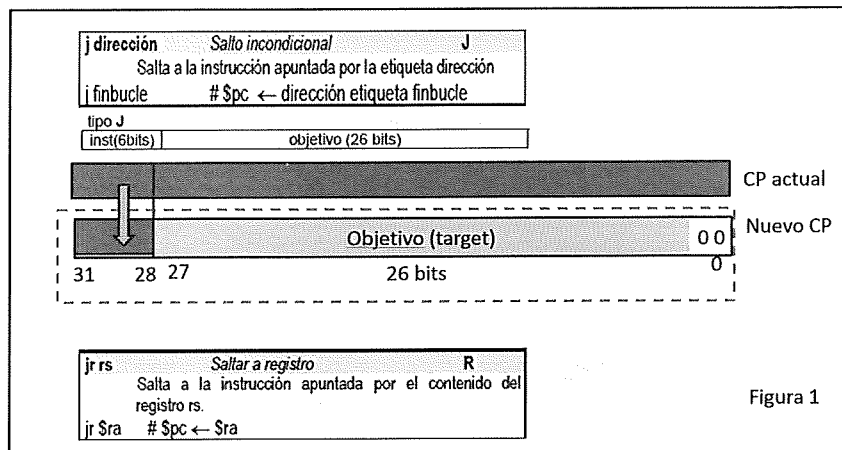 j dirección Salto incondicional J
Salta a la instrucción apuntada por la etiqueta dirección
j finbucle # $pc ← dirección etiqueta finbucle
tipo J
inst(6bits) objetivo (26 bits)
CP actual
Nuevo CP
Objetivo (target) 0 0
31 28 27 26 bits 0
jr rs Saltar a registro R
Salta a la instrucción apuntada por el contenido del
registro rs.
jr $ra # $pc ← $ra
Figura 1